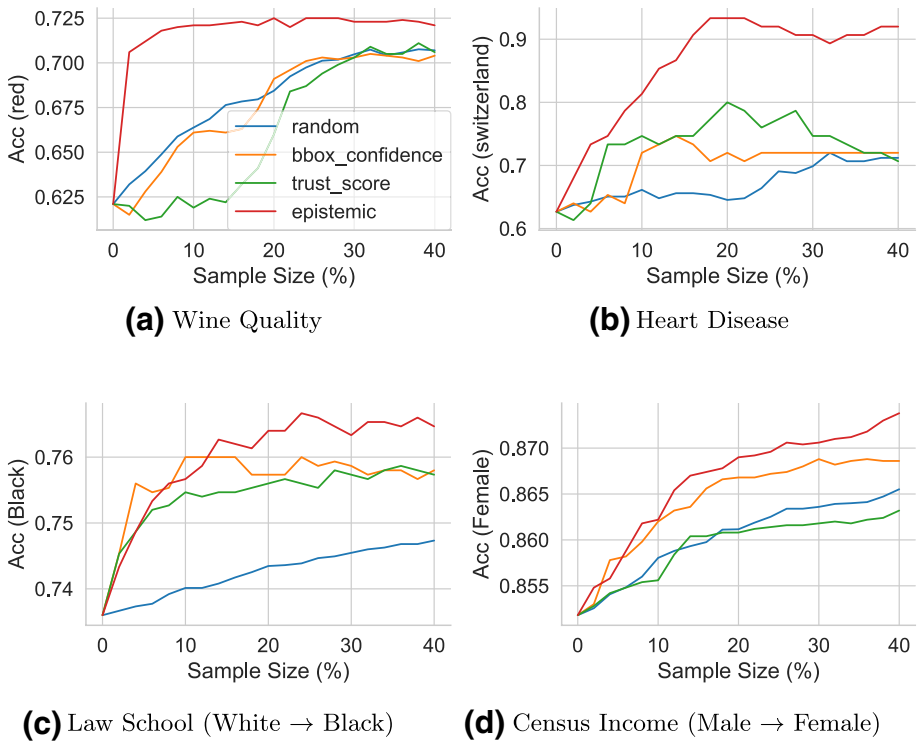 0.725
0.700
0.675
0.650
0.625
Acc (red)
random
bbox_confidence
trust_score
epistemic
0 10 20 30 40
Sample Size (%)
(a) Wine Quality
0.9
0.8
0.7
0.6
Acc (switzerland)
0 10 20 30 40
Sample Size (%)
(b) Heart Disease
0.76
0.75
0.74
Acc (Black)
0 10 20 30 40
Sample Size (%)
(c) Law School (White → Black)
0.870
0.865
0.860
0.855
Acc (Female)
0 10 20 30 40
Sample Size (%)
(d) Census Income (Male → Female)